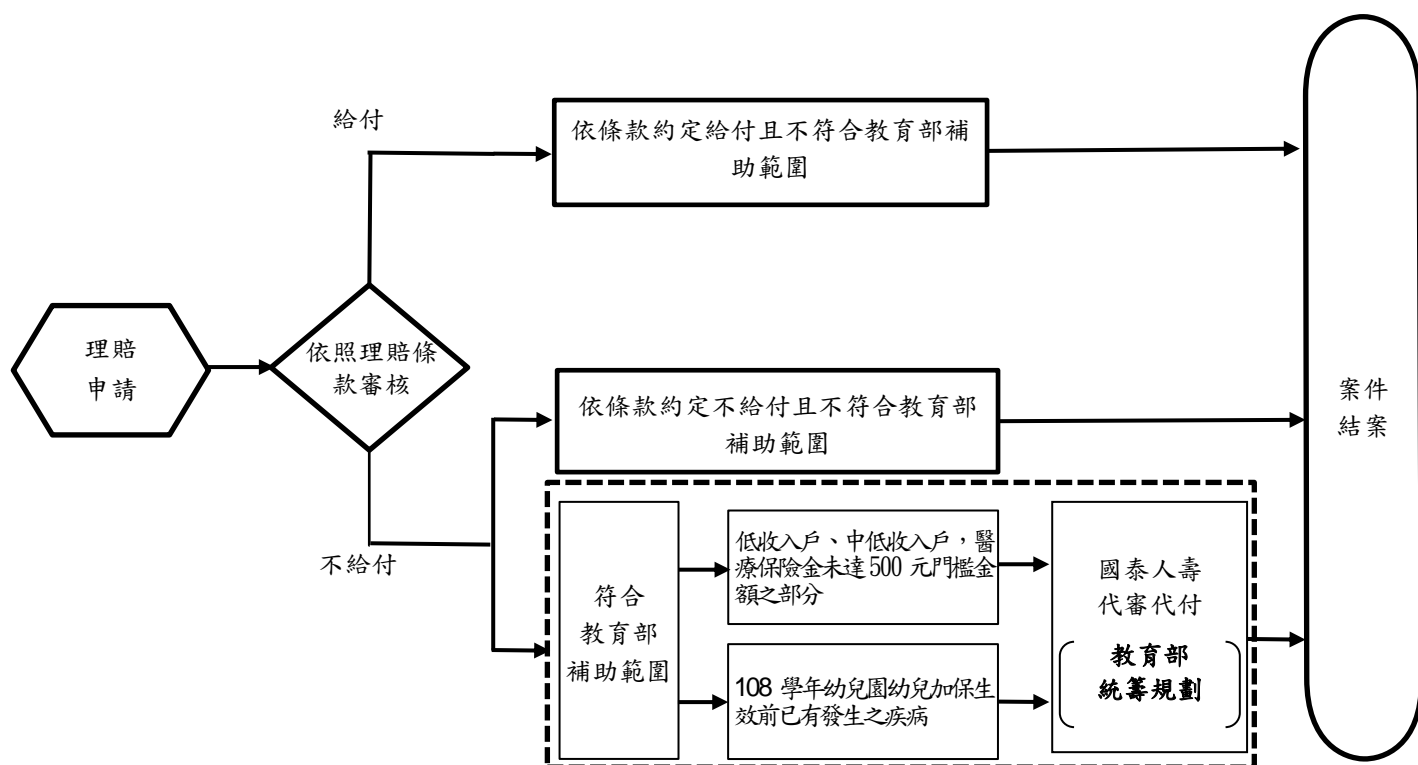 給付
依條款約定給付且不符合教育部補
助範圍
理賠
申請
依照理賠條
款審核
依條款約定不給付且不符合教育部
補助範圍
案件
結案
不給付
符合
教育部
補助範圍
低收入戶、中低收入戶，醫
療保險金未達 500 元門檻金
額之部分
108 學年幼兒園幼兒加保生
效前已有發生之疾病
國泰人壽
代審代付
教育部
統籌規劃